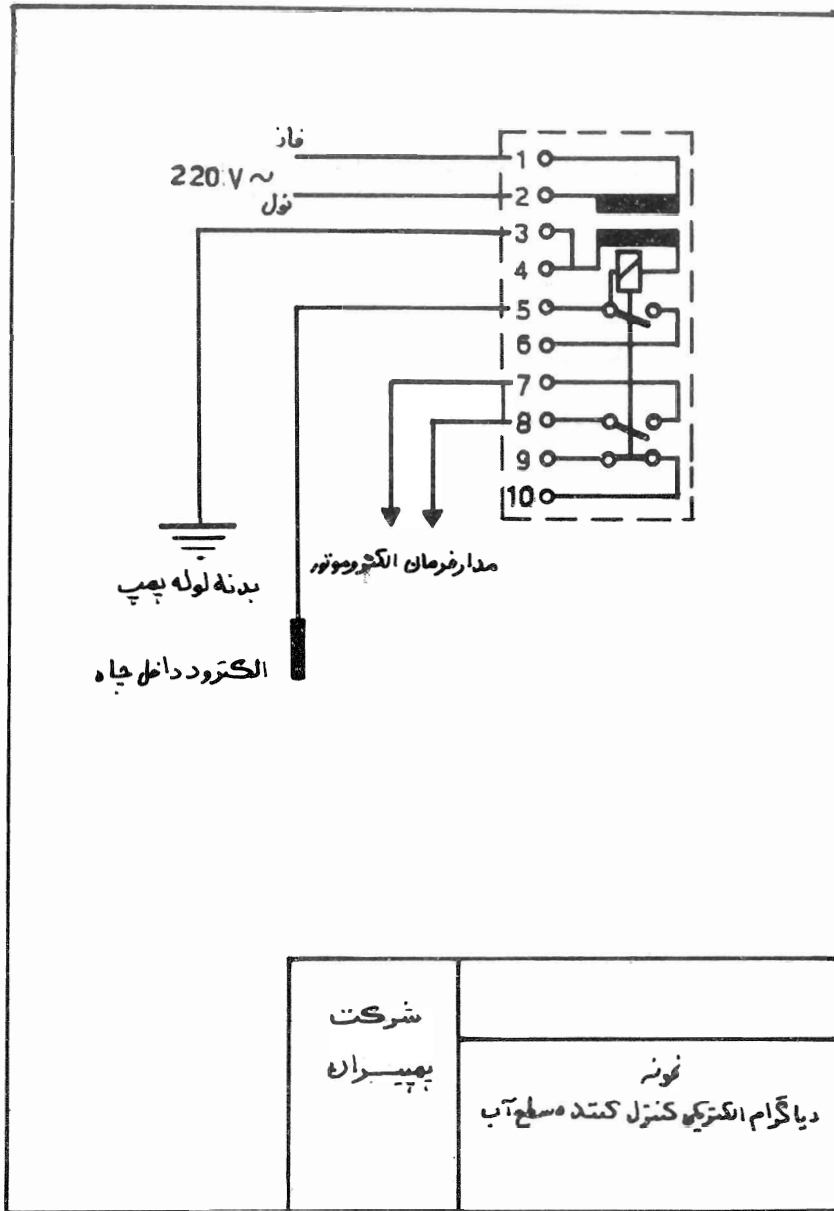 فاز
220 V ~
نول
1
2
3
4
5
6
7
8
9
10
مدار فرمان الکتروموتور
بدنه لوله پمپ
الکترود داخل چاه
شرکت
پمپیران
نمونه
دیاگرام الکتریکی کنترل کننده سطح آب